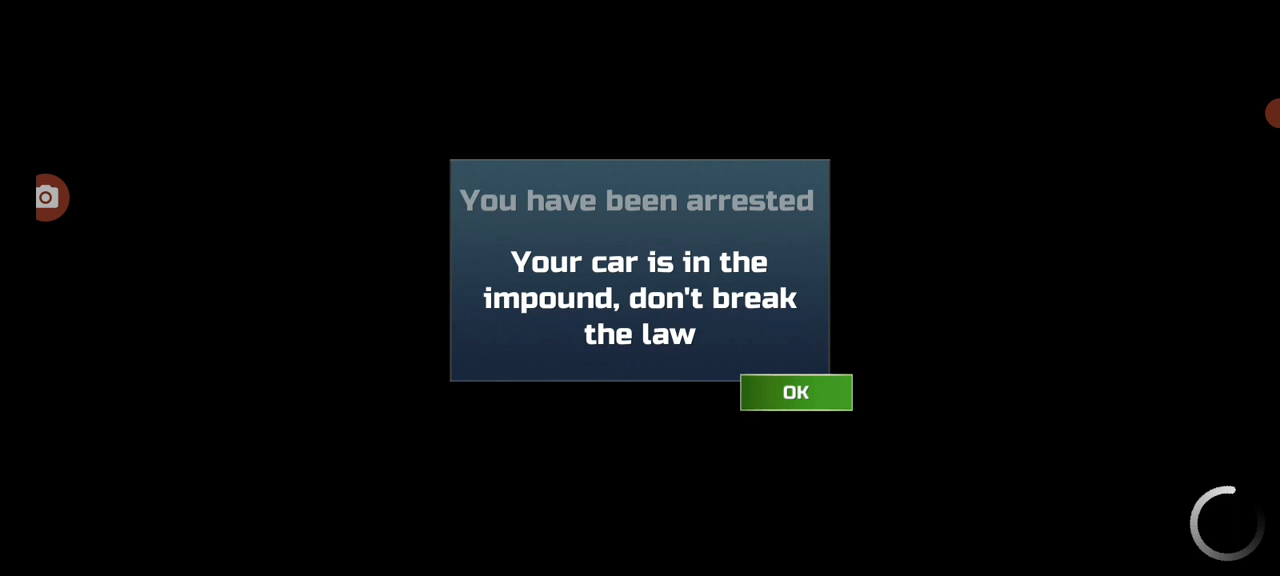 You have been arrested
Your car is in the
impound, don't break
the law
OK